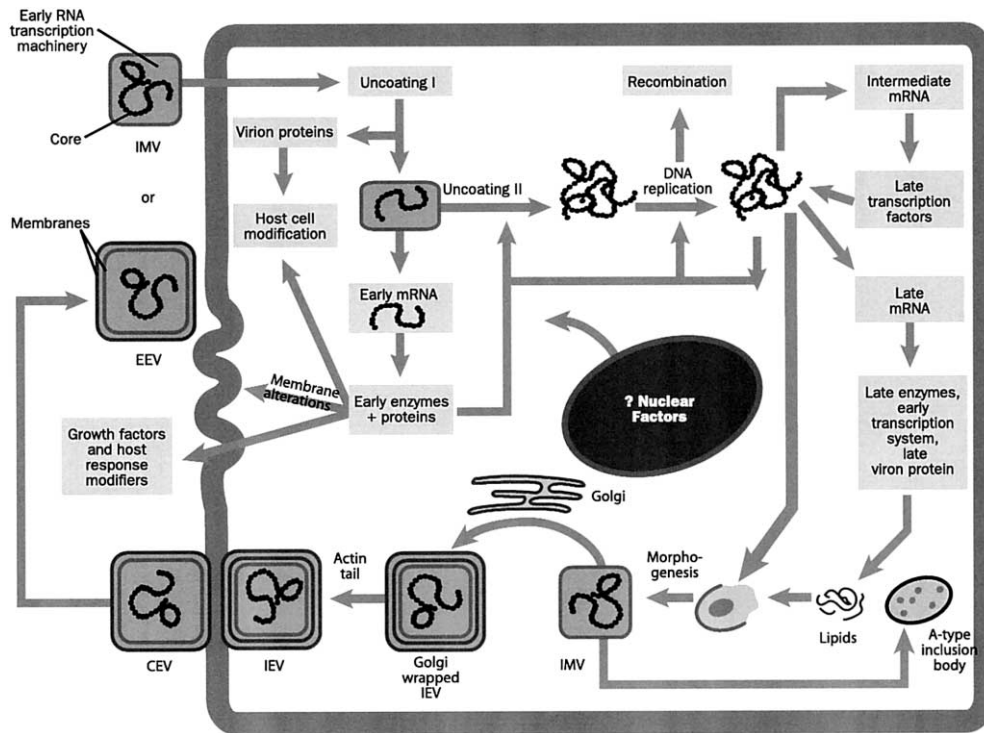 Early RNA
transcription
machinery
Core
IMV
or
Membranes
EEV
Growth factors
and host
response
modifiers
CEV
IEV
Actin
tail
Golgi
wrapped
IEV
Uncoating I
Virion proteins
Host cell
modification
Uncoating II
Early mRNA
Early enzymes
+ proteins
Membrane
alterations
Recombination
DNA
replication
Intermediate
mRNA
Late
transcription
factors
Late
mRNA
Late enzymes,
early
transcription
system,
late
viron protein
? Nuclear
Factors
Golgi
Morpho-
genesis
IMV
Lipids
A-type
inclusion
body